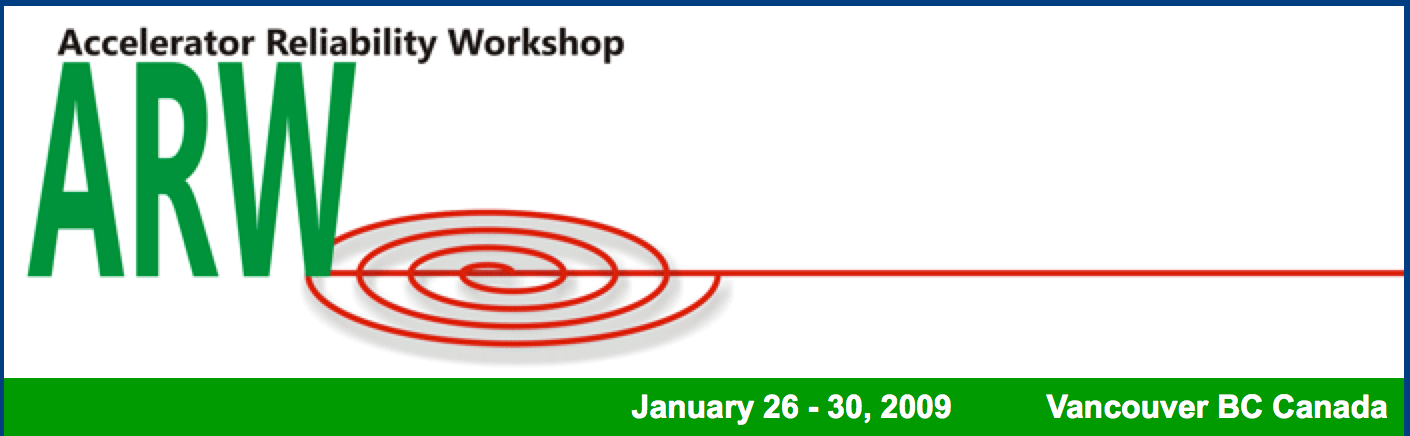 Accelerator Reliability Workshop
ARW
January 26 - 30, 2009 Vancouver BC Canada